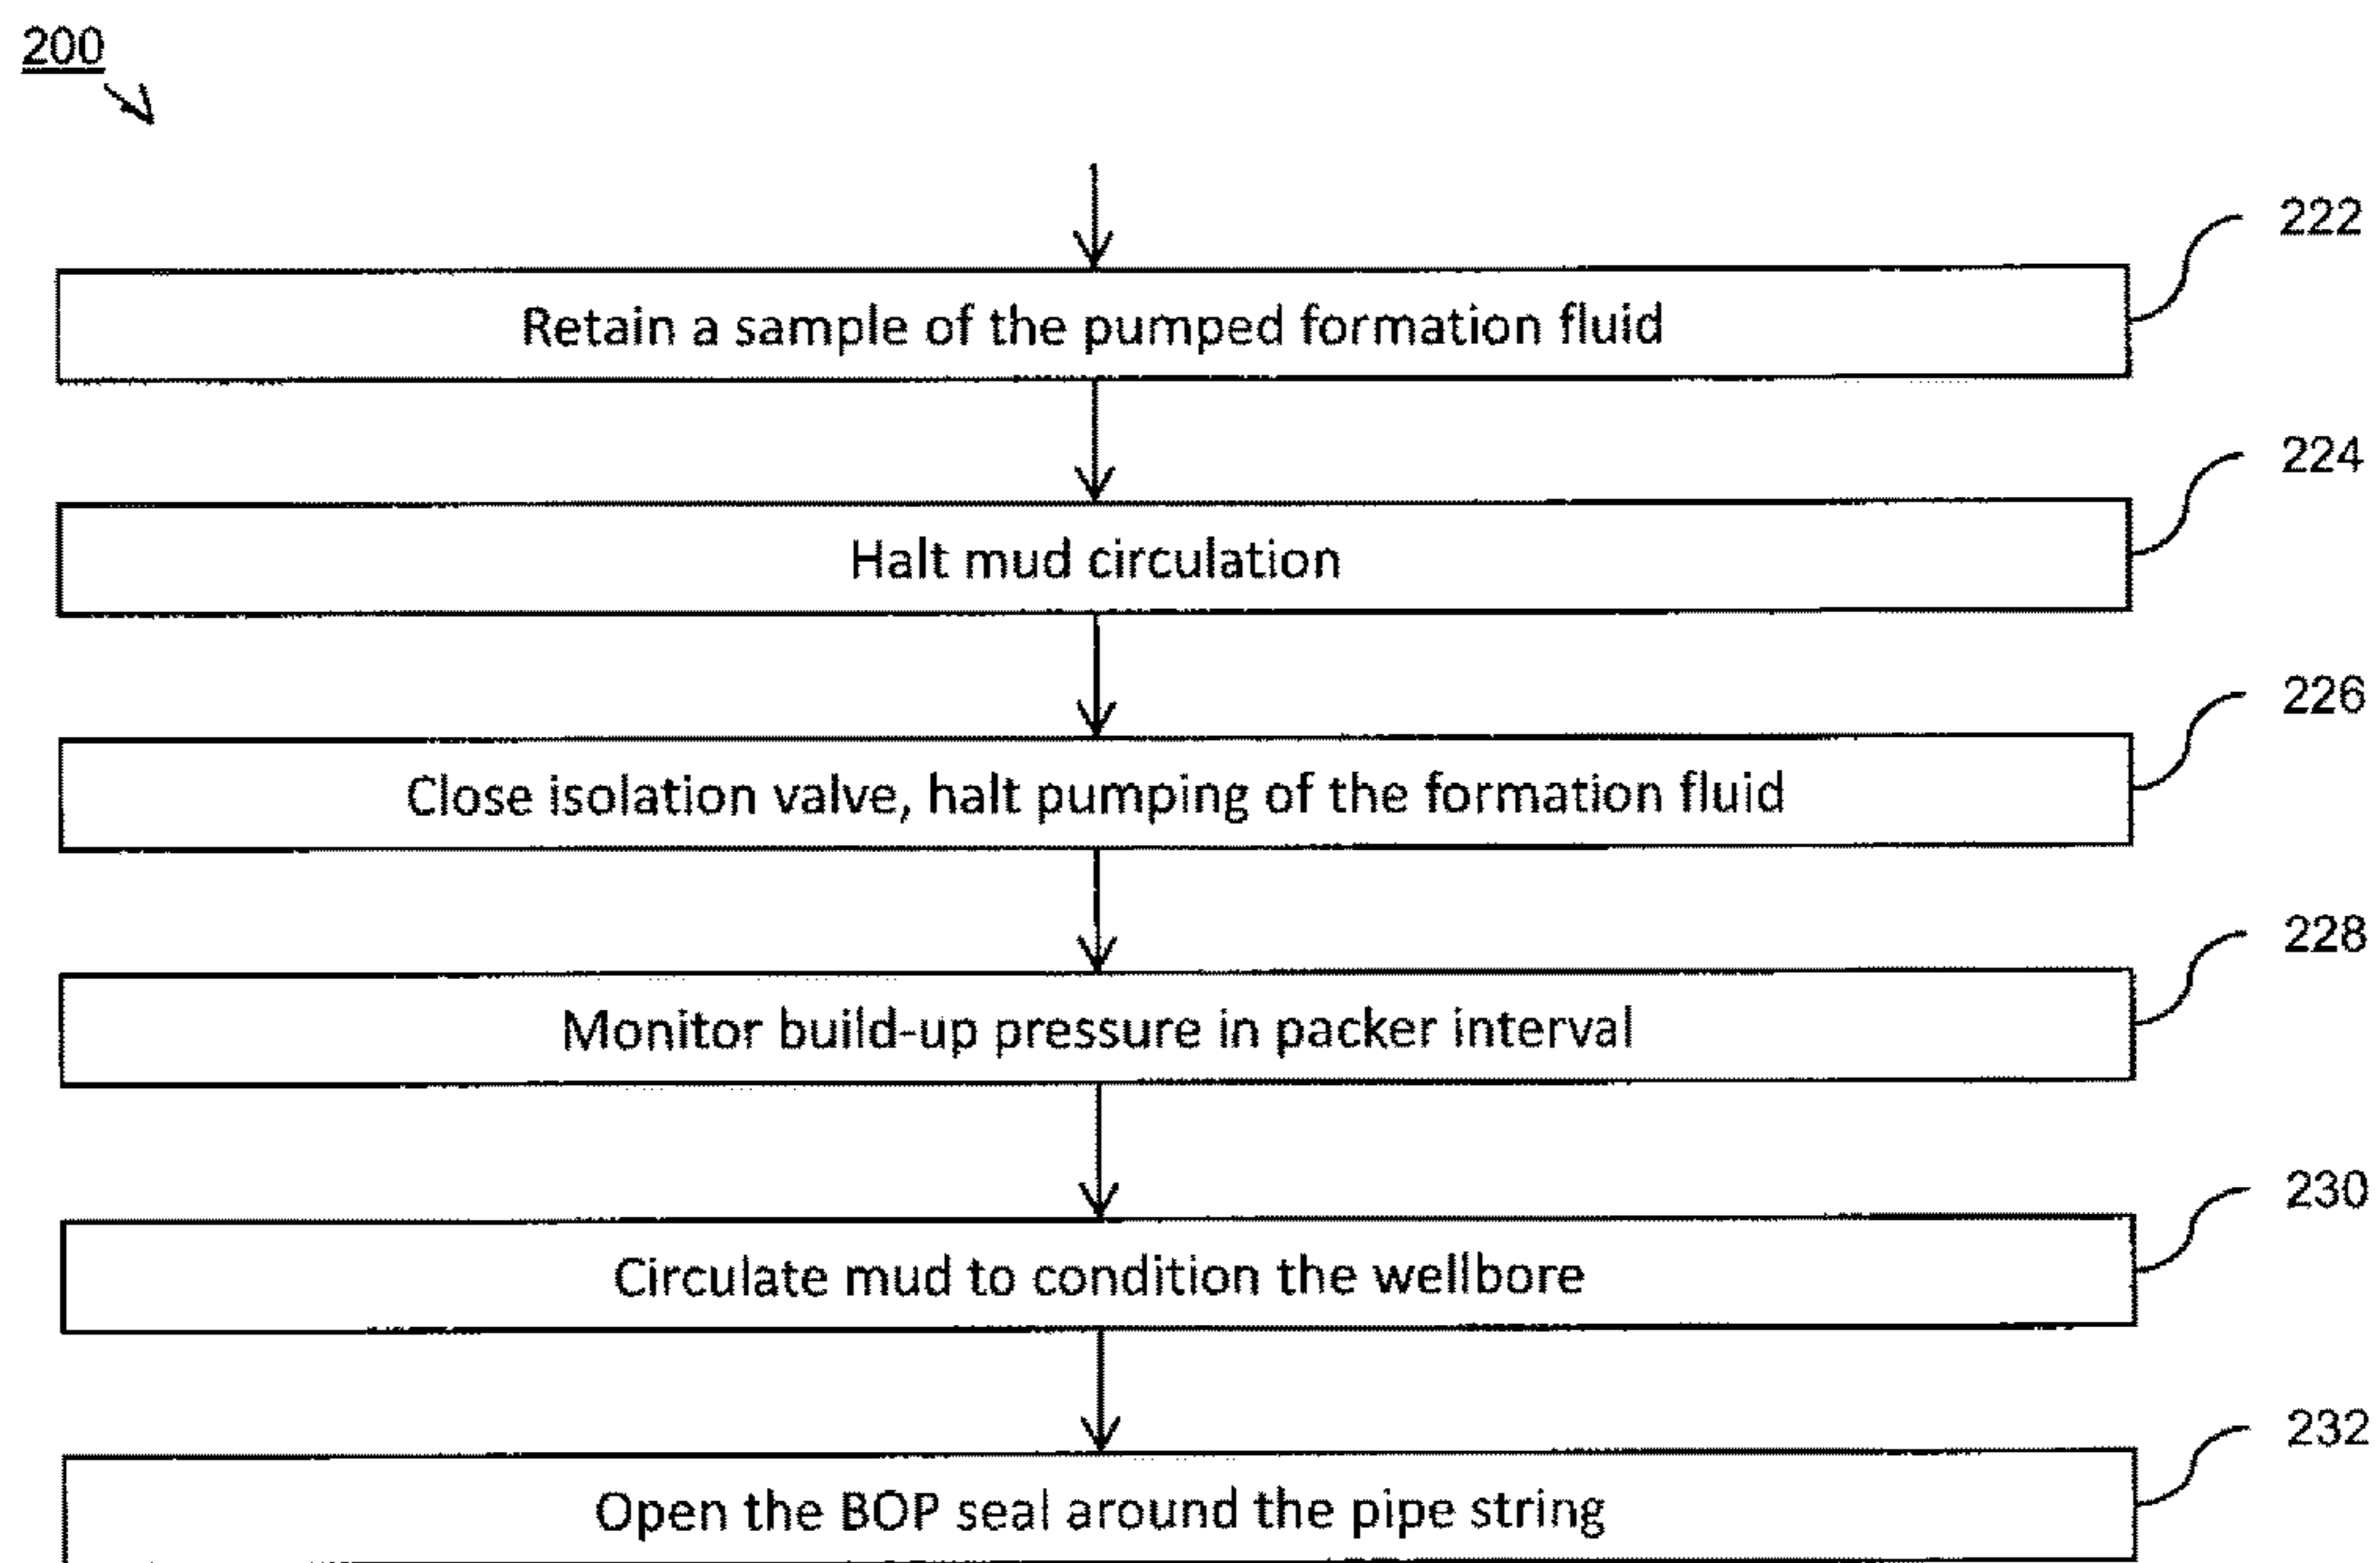 200
222
Retain a sample of the pumped formation fluid
224
Halt mud circulation
226
Close isolation valve, halt pumping of the formation fluid
228
Monitor build-up pressure in packer interval
230
Circulate mud to condition the wellbore
232
Open the BOP seal around the pipe string